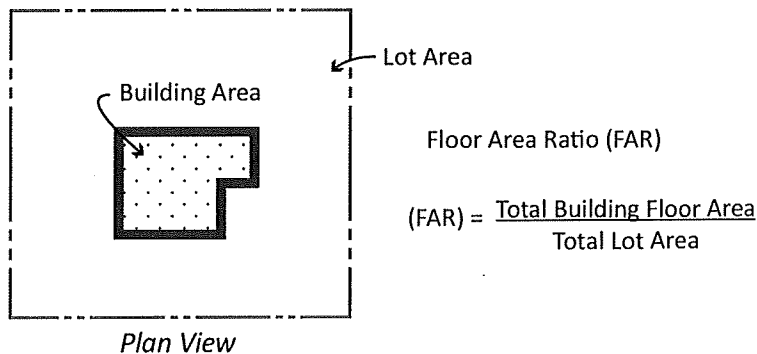 Lot Area
Building Area
Floor Area Ratio (FAR)
(FAR) = Total Building Floor Area
Total Lot Area
Plan View